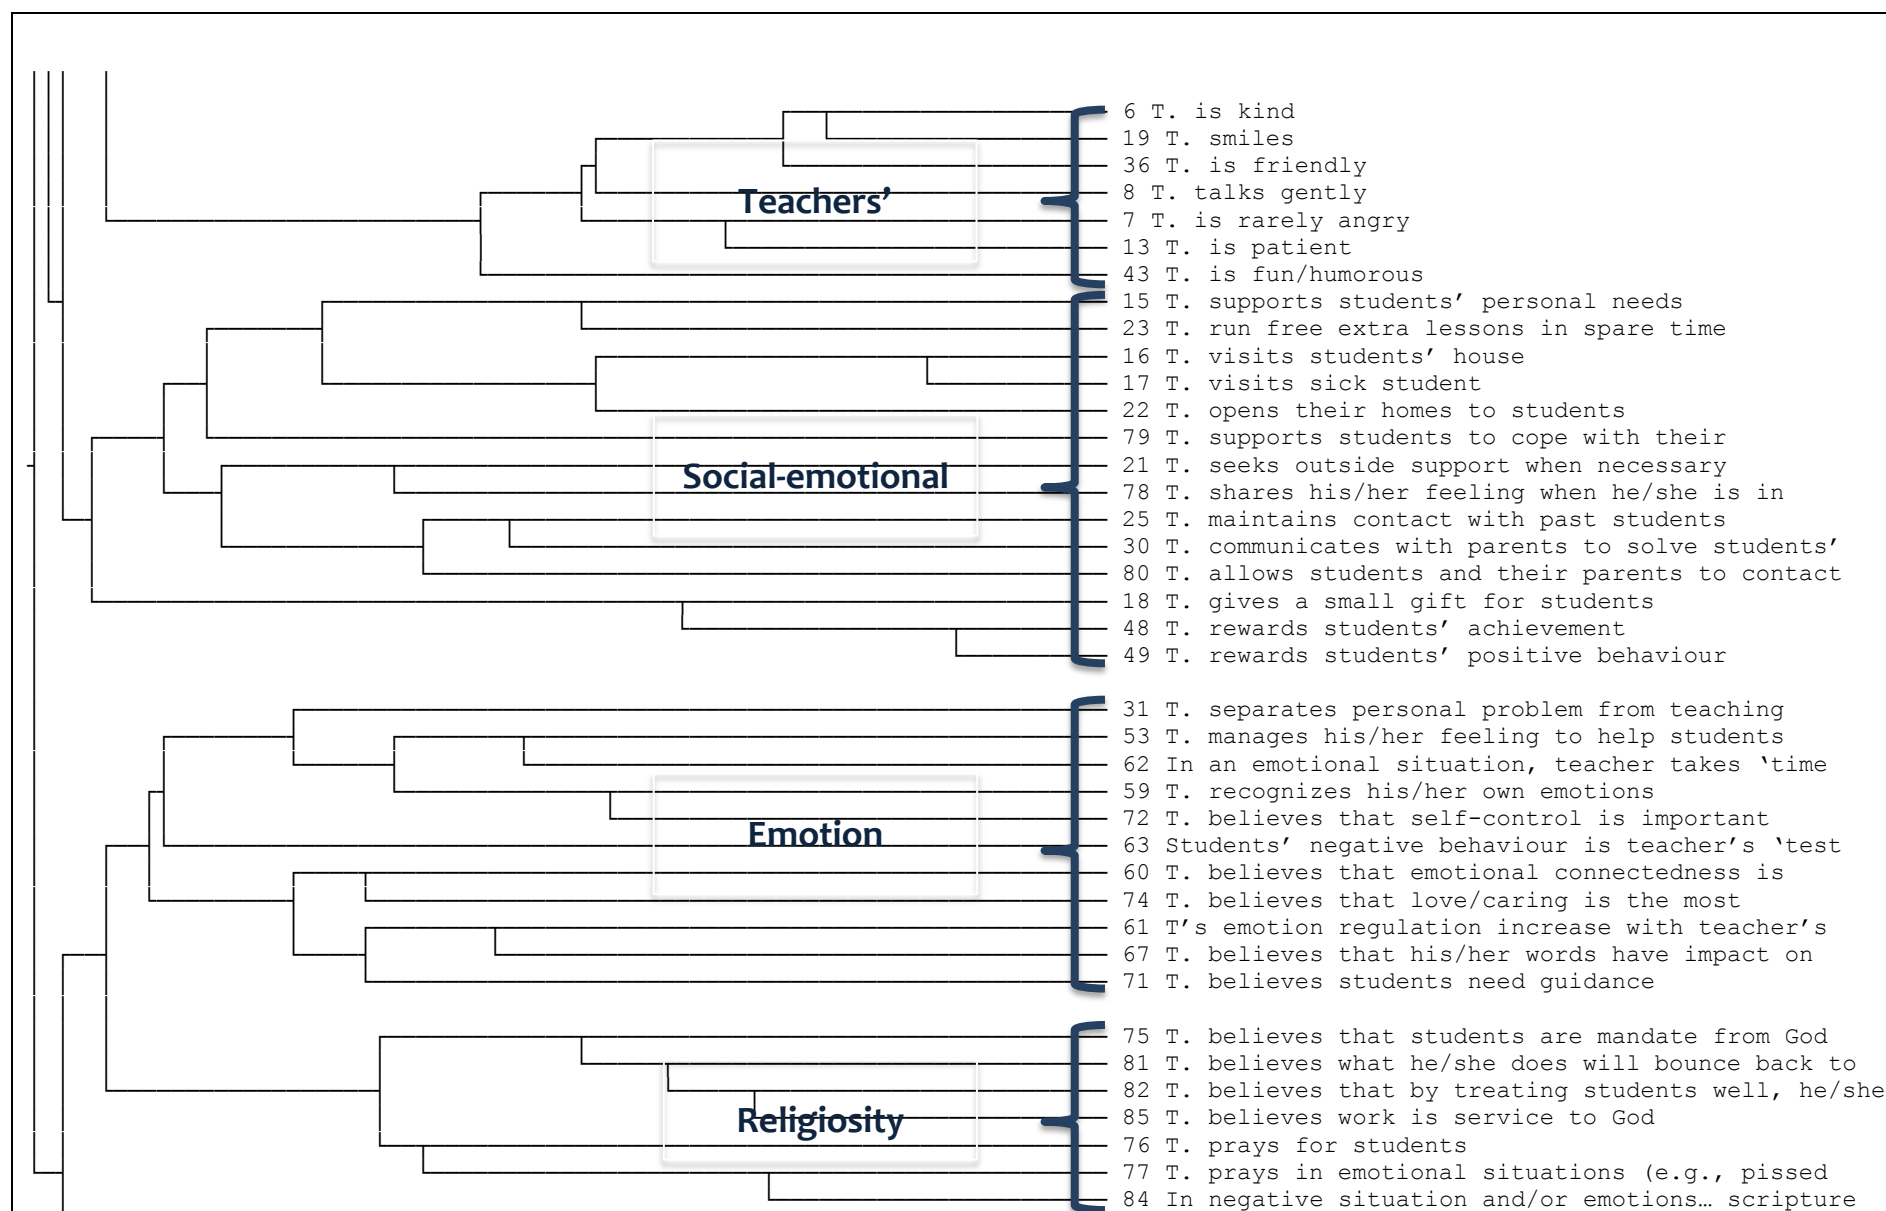 6 T. is kind
19 T. smiles
36 T. is friendly
Teachers’
8 T. talks gently
7 T. is rarely angry
13 T. is patient
43 T. is fun/humorous
15 T. supports students’ personal needs
23 T. run free extra lessons in spare time
16 T. visits students’ house
17 T. visits sick student
22 T. opens their homes to students
79 T. supports students to cope with their
Social-emotional
21 T. seeks outside support when necessary
78 T. shares his/her feeling when he/she is in
25 T. maintains contact with past students
30 T. communicates with parents to solve students’
80 T. allows students and their parents to contact
18 T. gives a small gift for students
48 T. rewards students’ achievement
49 T. rewards students’ positive behaviour
31 T. separates personal problem from teaching
53 T. manages his/her feeling to help students
62 In an emotional situation, teacher takes ‘time
59 T. recognizes his/her own emotions
72 T. believes that self-control is important
Emotion
63 Students’ negative behaviour is teacher’s ‘test
60 T. believes that emotional connectedness is
74 T. believes that love/caring is the most
61 T’s emotion regulation increase with teacher’s
67 T. believes that his/her words have impact on
71 T. believes students need guidance
75 T. believes that students are mandate from God
81 T. believes what he/she does will bounce back to
82 T. believes that by treating students well, he/she
85 T. believes work is service to God
Religiosity
76 T. prays for students
77 T. prays in emotional situations (e.g., pissed
84 In negative situation and/or emotions… scripture